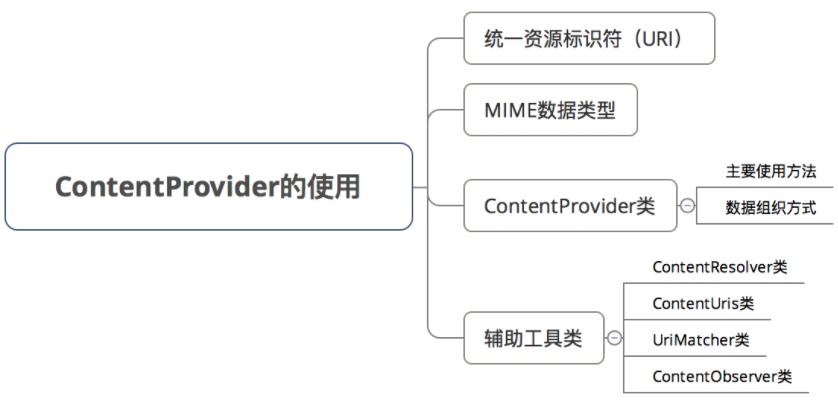 ContentProvider的使用
统一资源标识符（URI）
MIME数据类型
ContentProvider类
主要使用方法
数据组织方式
辅助工具类
ContentResolver类
ContentUris类
UriMatcher类
ContentObserver类